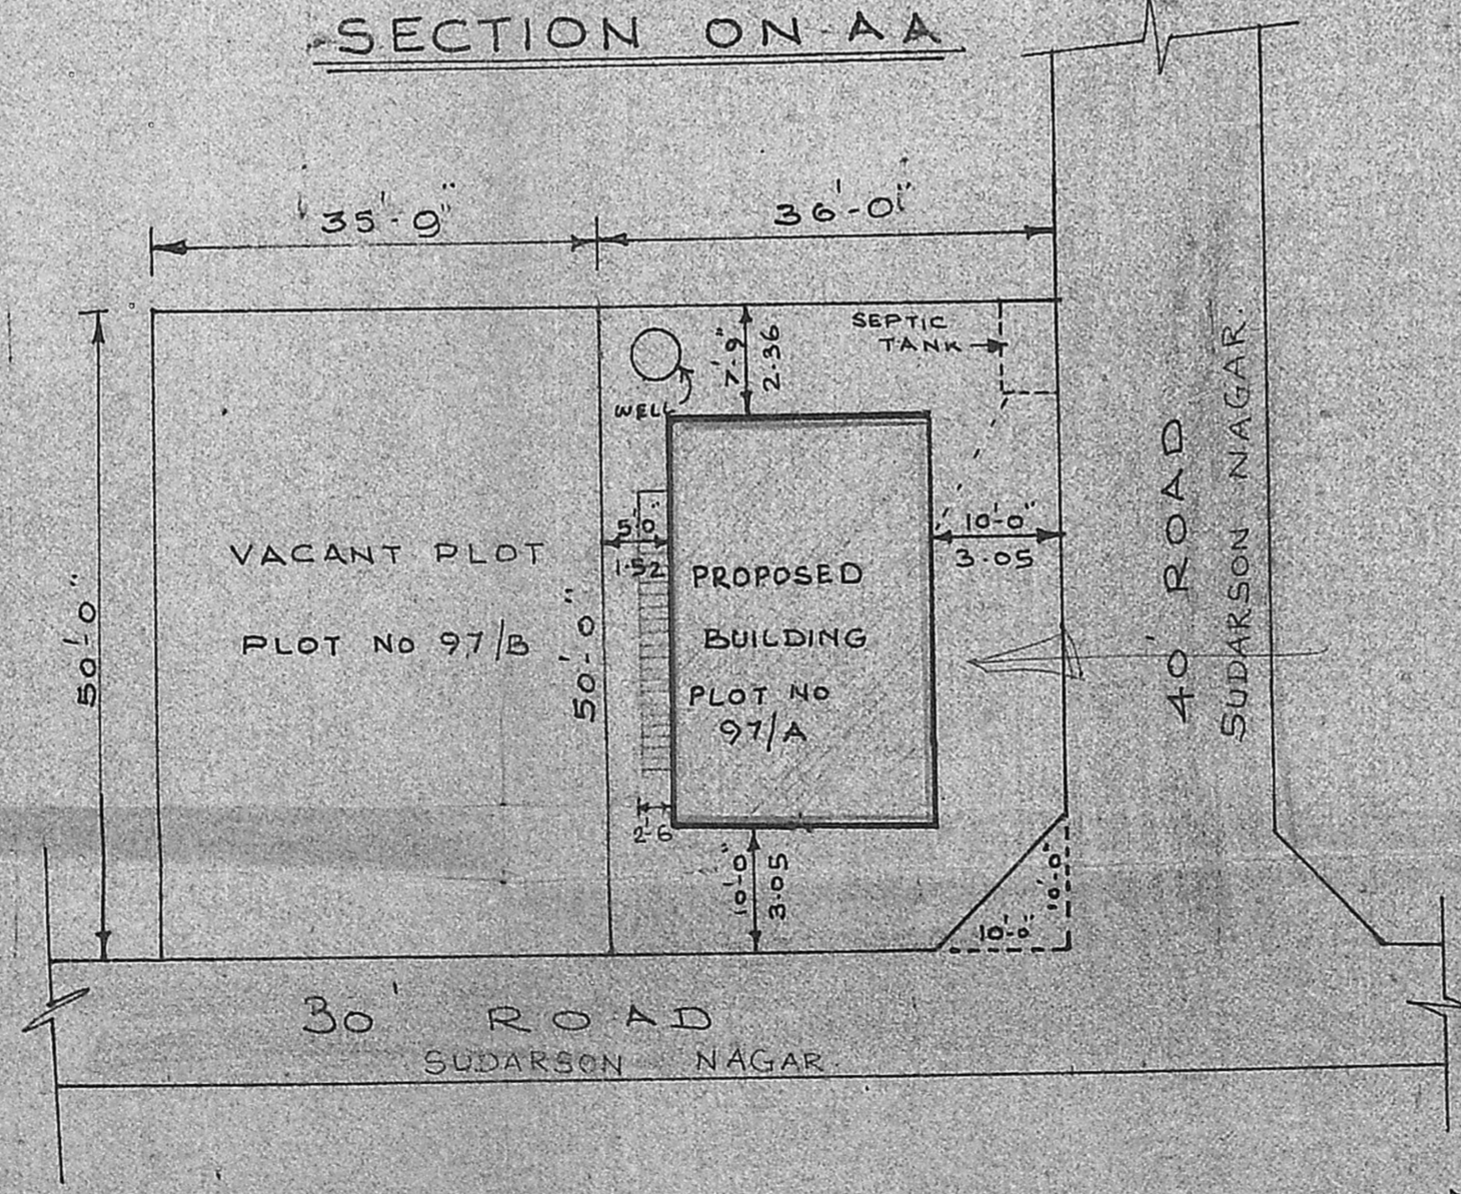 SECTION ON AA
35'-9"
36'-0"
SEPTIC
TANK
7'-9"
2.36
WELL
5'0"
1.52
10'-0"
3.05
VACANT PLOT
PLOT NO 97/B
50'-0"
50'-0"
PROPOSED
BUILDING
PLOT NO
97/A
40' ROAD
SUDARSON NAGAR.
2'-6
10'-0"
3.05
10'-0"
10'-0"
30' ROAD
SUDARSON NAGAR.